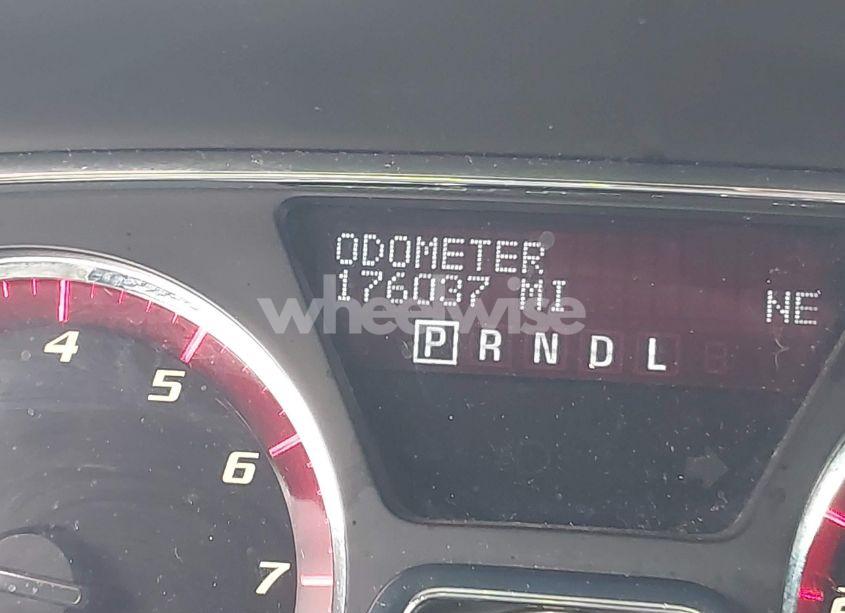 ODOMETER
176037 MI
NE
wheelwise
P R N D L
4
5
6
7